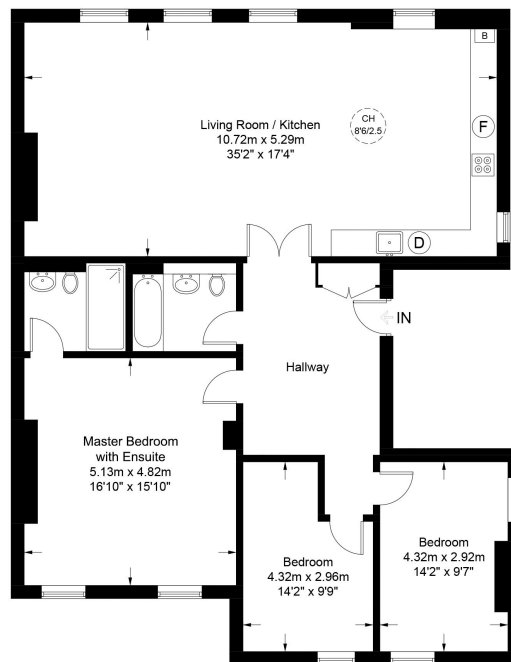 B
Living Room / Kitchen
10.72m x 5.29m
35'2" x 17'4"
CH
8'6/2.5
F
D
IN
Hallway
Master Bedroom
with Ensuite
5.13m x 4.82m
16'10" x 15'10"
Bedroom
4.32m x 2.96m
14'2" x 9'9"
Bedroom
4.32m x 2.92m
14'2" x 9'7"